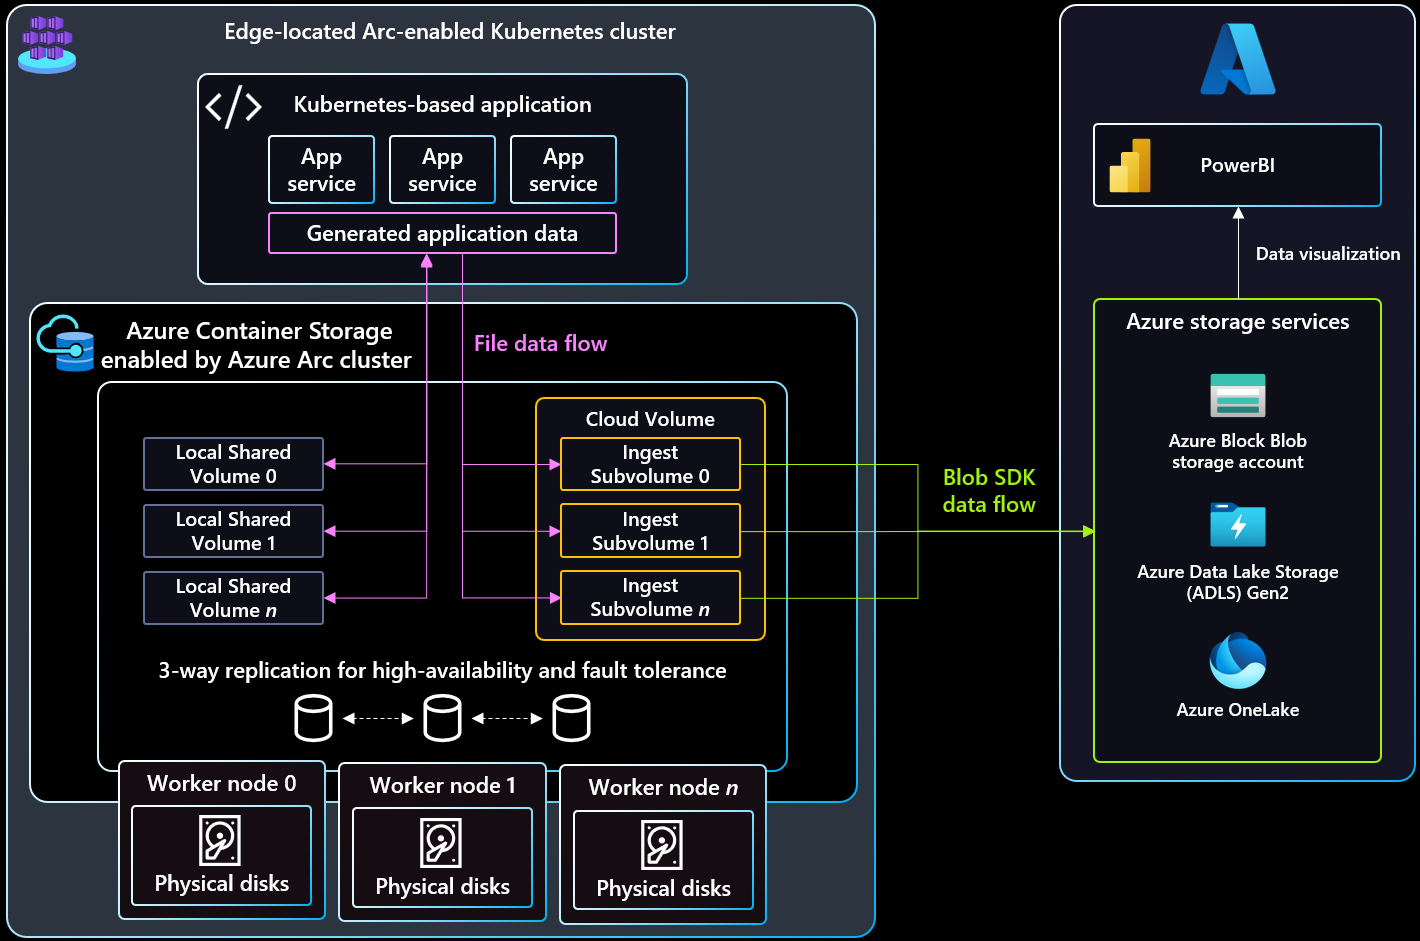 Edge-located Arc-enabled Kubernetes cluster
Kubernetes-based application
App
service
App
service
App
service
Generated application data
Azure Container Storage
enabled by Azure Arc cluster
File data flow
Local Shared
Volume 0
Local Shared
Volume 1
Local Shared
Volume n
Cloud Volume
Ingest
Subvolume 0
Ingest
Subvolume 1
Ingest
Subvolume n
3-way replication for high-availability and fault tolerance
Worker node 0
Physical disks
Worker node 1
Physical disks
Worker node n
Physical disks
Blob SDK
data flow
PowerBI
Data visualization
Azure storage services
Azure Block Blob
storage account
Azure Data Lake Storage
(ADLS) Gen2
Azure OneLake